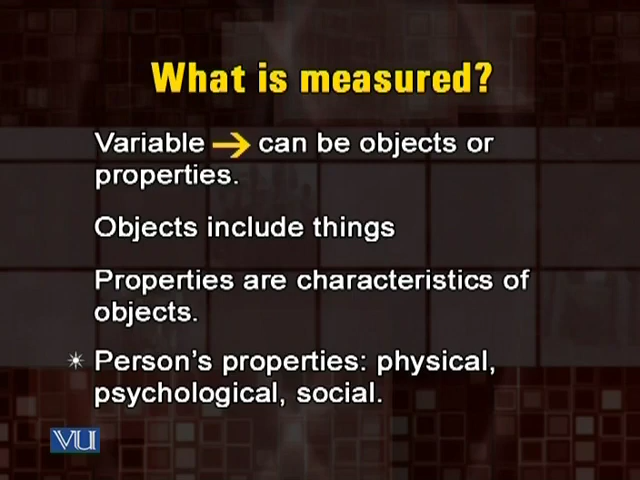 What is measured?
Variable → can be objects or
properties.
Objects include things
Properties are characteristics of
objects.
Person's properties: physical,
psychological, social.
VU